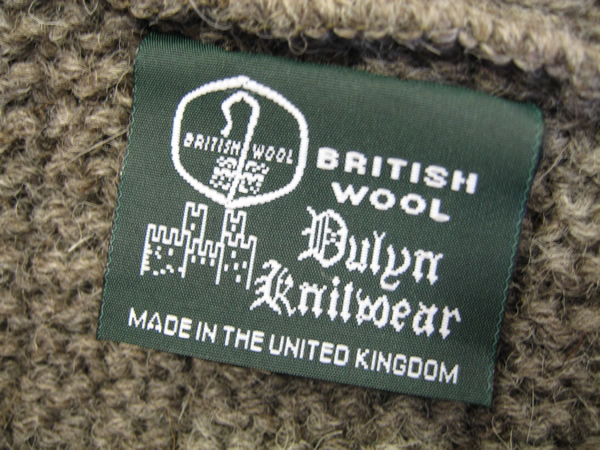 BRITISH WOOL
BRITISH
WOOL
Dulyn
Knitwear
MADE IN THE UNITED KINGDOM